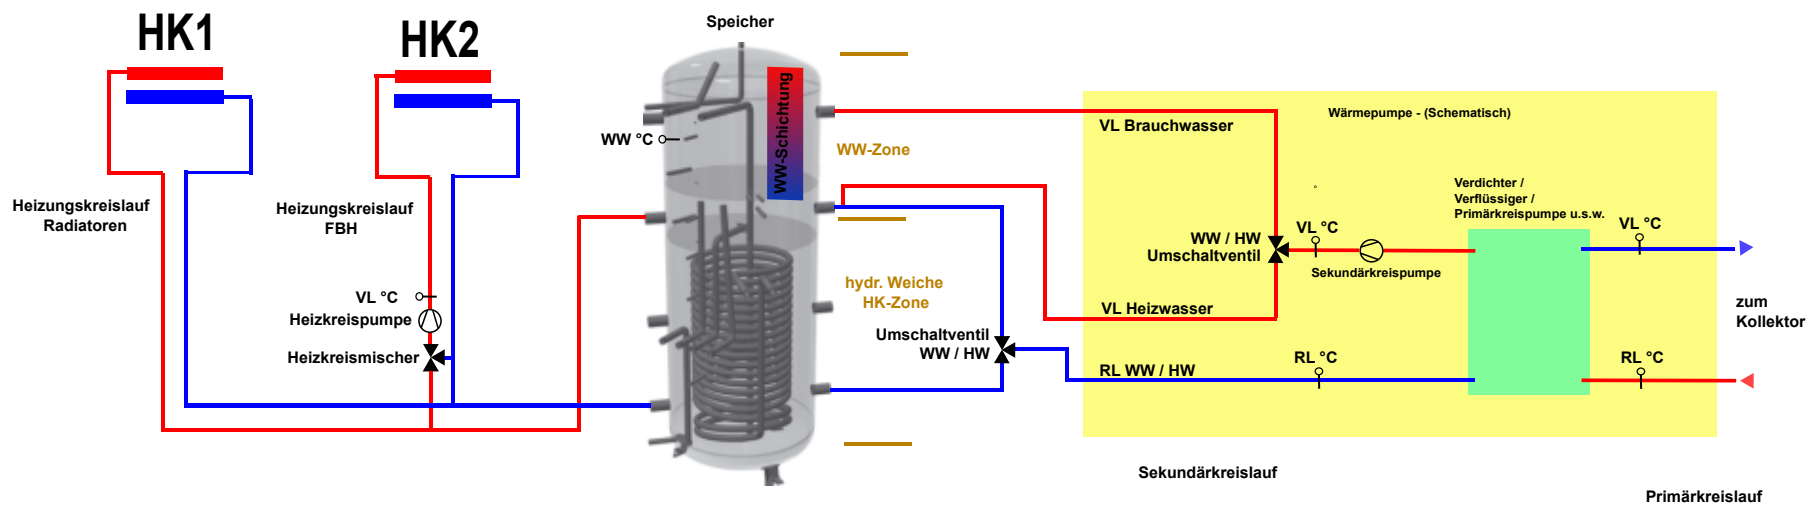 HK1
HK2
Speicher
WW °C
WW-Schichtung
WW-Zone
hydr. Weiche
HK-Zone
Heizungskreislauf
Radiatoren
Heizungskreislauf
FBH
VL °C
Heizkreispumpe
Heizkreismischer
Umschaltventil
WW / HW
Wärmepumpe - (Schematisch)
VL Brauchwasser
WW / HW
Umschaltventil
VL °C
Sekundärkreispumpe
Verdichter /
Verflüssiger /
Primärkreispumpe u.s.w.
VL °C
VL Heizwasser
RL WW / HW
RL °C
RL °C
zum
Kollektor
Sekundärkreislauf
Primärkreislauf